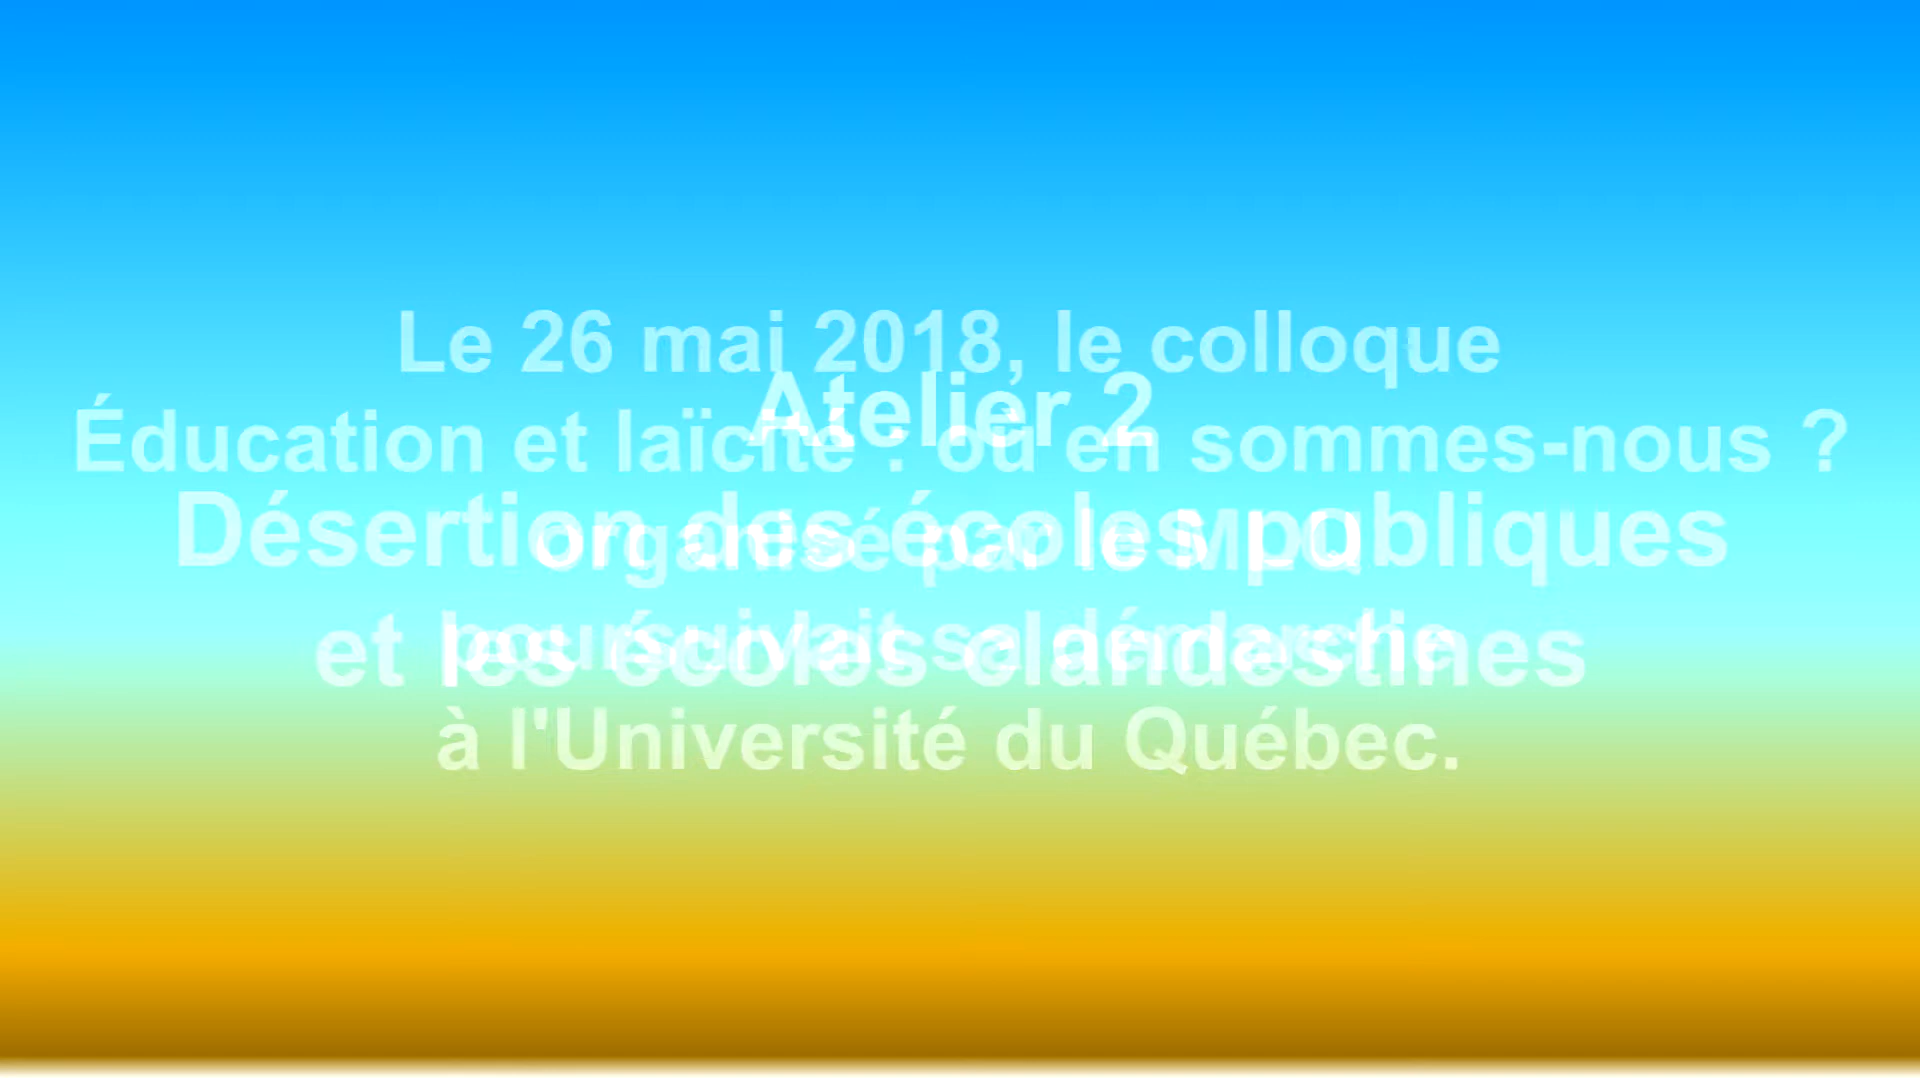 Le 26 mai 2018, le colloque
Éducation et laïcité : où en sommes-nous ?
organisé par le MLQ
poursuivait sa démarche
à l'Université du Québec.
Atelier 2
Désertion des écoles publiques
et les écoles clandestines